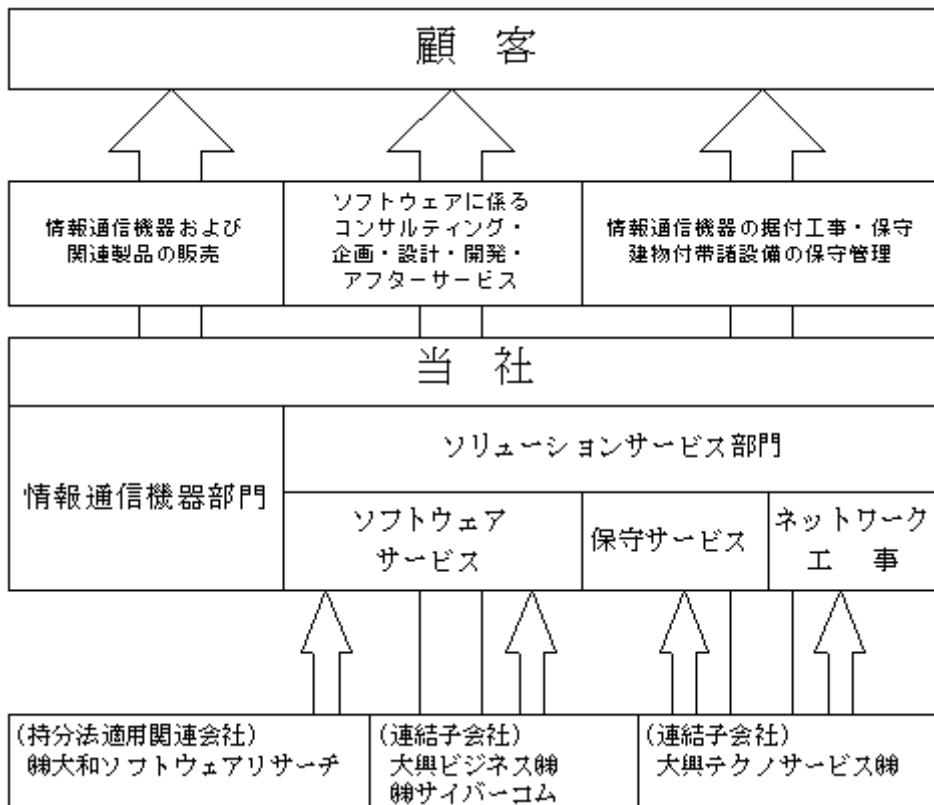 顧 客
情報通信機器および
関連製品の販売
ソフトウェアに係る
コンサルティング・
企画・設計・開発・
アフターサービス
情報通信機器の据付工事・保守
建物付帯諸設備の保守管理
当 社
情報通信機器部門
ソリューションサービス部門
ソフトウェア
サービス
保守サービス
ネットワーク
工 事
(持分法適用関連会社)
㈱大和ソフトウェアリサーチ
(連結子会社)
大興ビジネス㈱
㈱サイバーコム
(連結子会社)
大興テクノサービス㈱